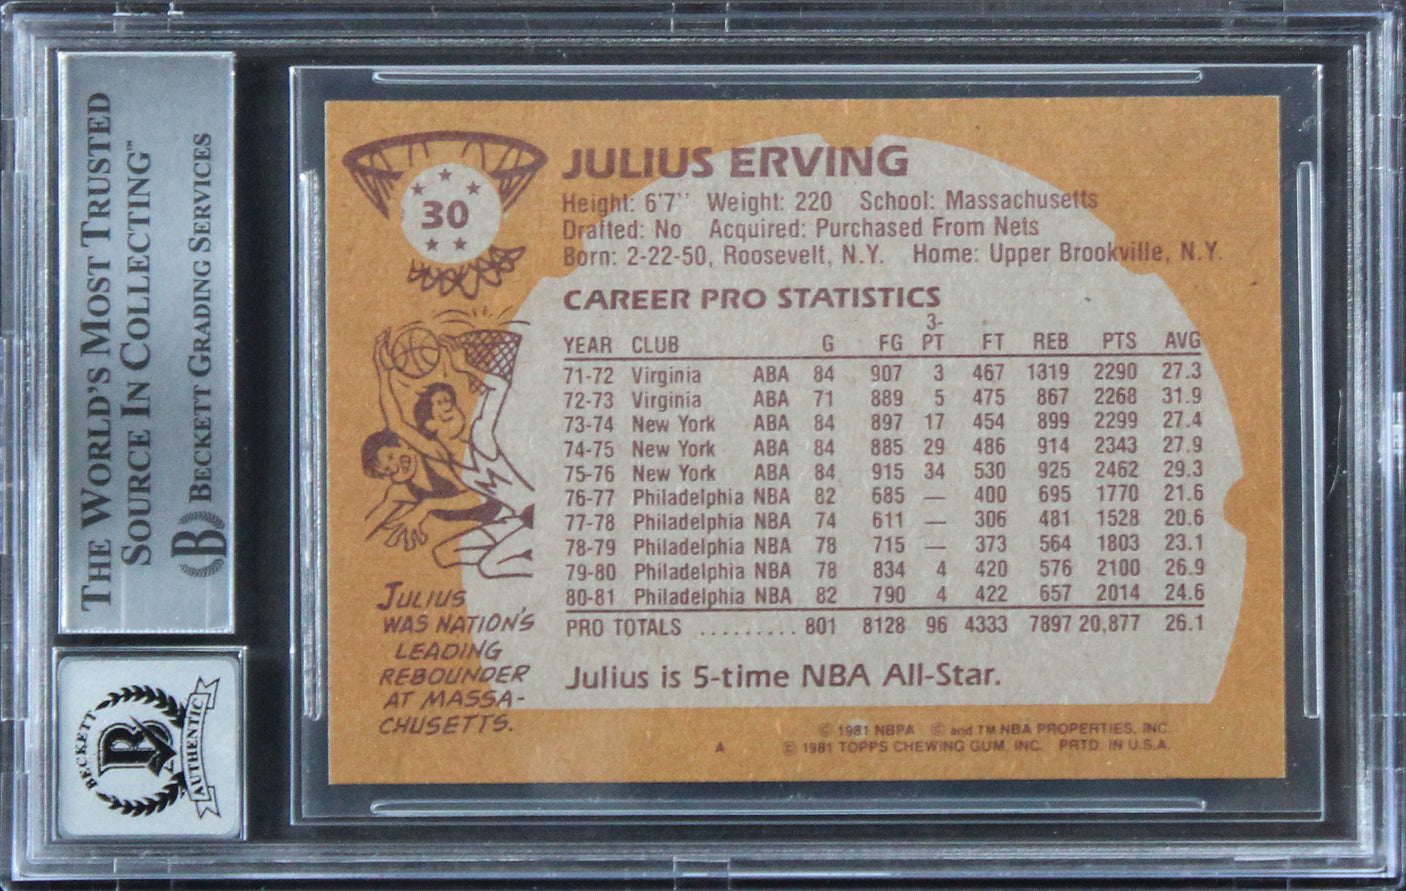 THE WORLD'S MOST TRUSTED
SOURCE IN COLLECTING™
BECKETT GRADING SERVICES
B
BECKETT
B
AUTHENTIC
30
JULIUS ERVING
Height: 6'7'' Weight: 220 School: Massachusetts
Drafted: No Acquired: Purchased From Nets
Born: 2-22-50, Roosevelt, N.Y. Home: Upper Brookville, N.Y.
CAREER PRO STATISTICS
YEAR CLUB G FG 3-PT FT REB PTS AVG
71-72 Virginia ABA 84 907 3 467 1319 2290 27.3
72-73 Virginia ABA 71 889 5 475 867 2268 31.9
73-74 New York ABA 84 897 17 454 899 2299 27.4
74-75 New York ABA 84 885 29 486 914 2343 27.9
75-76 New York ABA 84 915 34 530 925 2462 29.3
76-77 Philadelphia NBA 82 685 — 400 695 1770 21.6
77-78 Philadelphia NBA 74 611 — 306 481 1528 20.6
78-79 Philadelphia NBA 78 715 — 373 564 1803 23.1
79-80 Philadelphia NBA 78 834 4 420 576 2100 26.9
80-81 Philadelphia NBA 82 790 4 422 657 2014 24.6
PRO TOTALS ......... 801 8128 96 4333 7897 20,877 26.1
Julius is 5-time NBA All-Star.
JULIUS
WAS NATION'S
LEADING
REBOUNDER
AT MASSA-
CHUSETTS.
© 1981 NBPA © and TM NBA PROPERTIES, INC.
A © 1981 TOPPS CHEWING GUM, INC. PRTD. IN U.S.A.